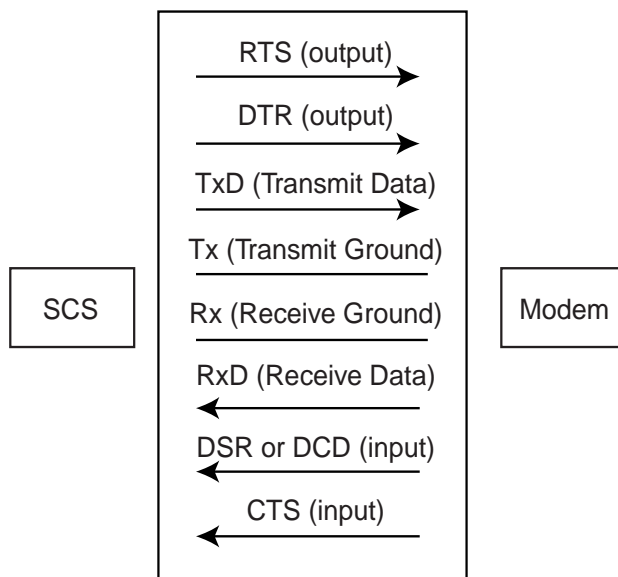 RTS (output)
DTR (output)
TxD (Transmit Data)
Tx (Transmit Ground)
SCS
Rx (Receive Ground)
Modem
RxD (Receive Data)
DSR or DCD (input)
CTS (input)